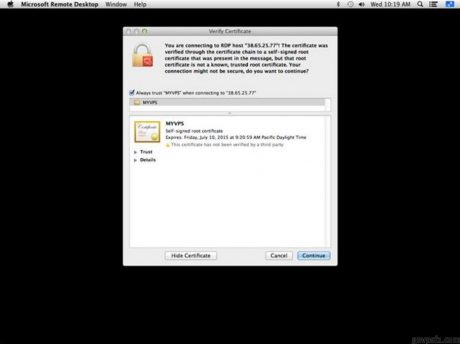 Microsoft Remote Desktop Window Help Wed 10:19 AM
Verify Certificate
You are connecting to RDP host "38.65.25.77"! The certificate was
verified through the certificate chain to a self-signed root
certificate that was present in the message, but that root
certificate is not a known, trusted root certificate. Your
connection might not be secure, do you want to continue?
Always trust "MYVPS" when connecting to "38.65.25.77"
MYVPS
Certificate
MYVPS
Self-signed root certificate
Expires: Friday, July 10, 2015 at 9:20:59 AM Pacific Daylight Time
This certificate has not been verified by a third party
Trust
Details
Hide Certificate Cancel Continue